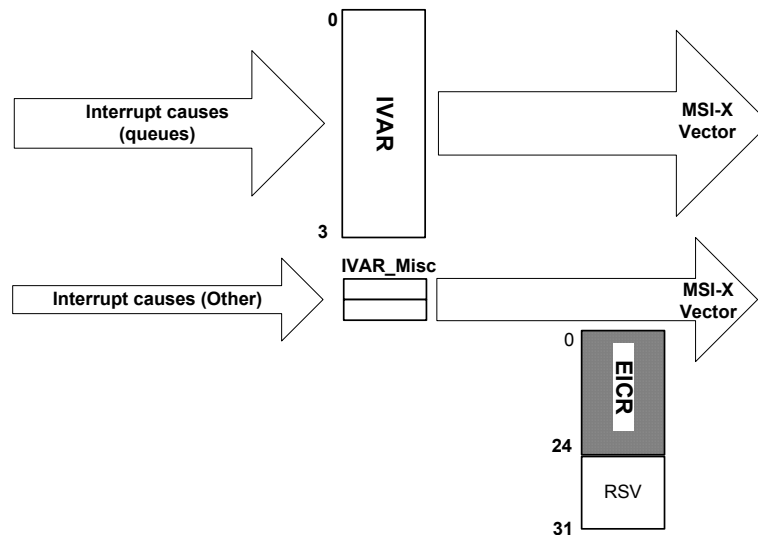 0
Interrupt causes
(queues)
IVAR
MSI-X
Vector
3
IVAR_Misc
Interrupt causes (Other)
MSI-X
Vector
0
EICR
24
RSV
31